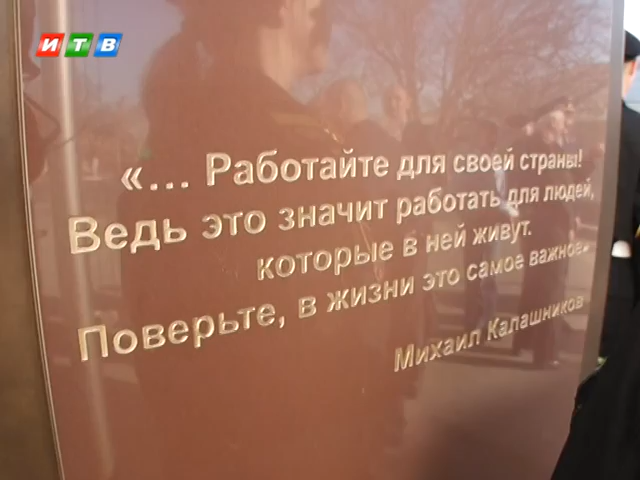 ИТВ
«... Работайте для своей страны!
Ведь это значит работать для людей,
которые в ней живут.
Поверьте, в жизни это самое важное»
Михаил Калашников